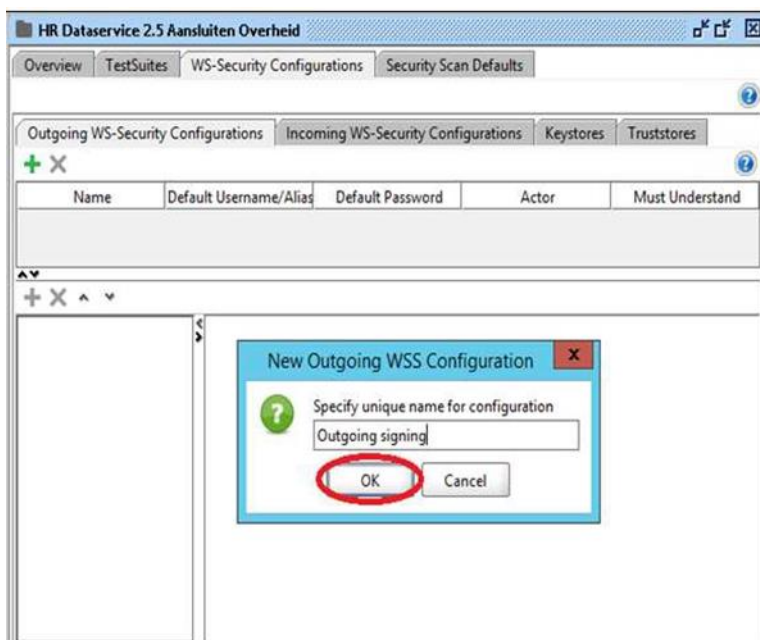 HR Dataservice 2.5 Aansluiten Overheid
Overview TestSuites WS-Security Configurations Security Scan Defaults
Outgoing WS-Security Configurations Incoming WS-Security Configurations Keystores Truststores
Name Default Username/Alias Default Password Actor Must Understand
New Outgoing WSS Configuration
Specify unique name for configuration
Outgoing signing
OK Cancel